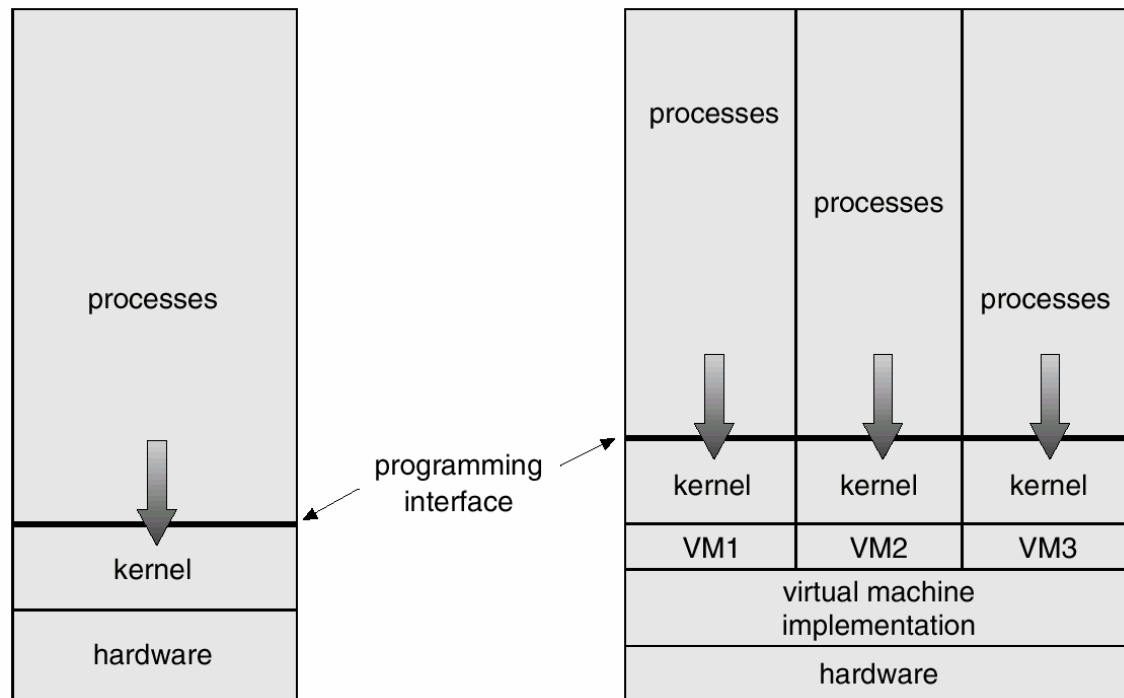 processes
kernel
hardware
programming
interface
processes
processes
processes
kernel
kernel
kernel
VM1
VM2
VM3
virtual machine
implementation
hardware